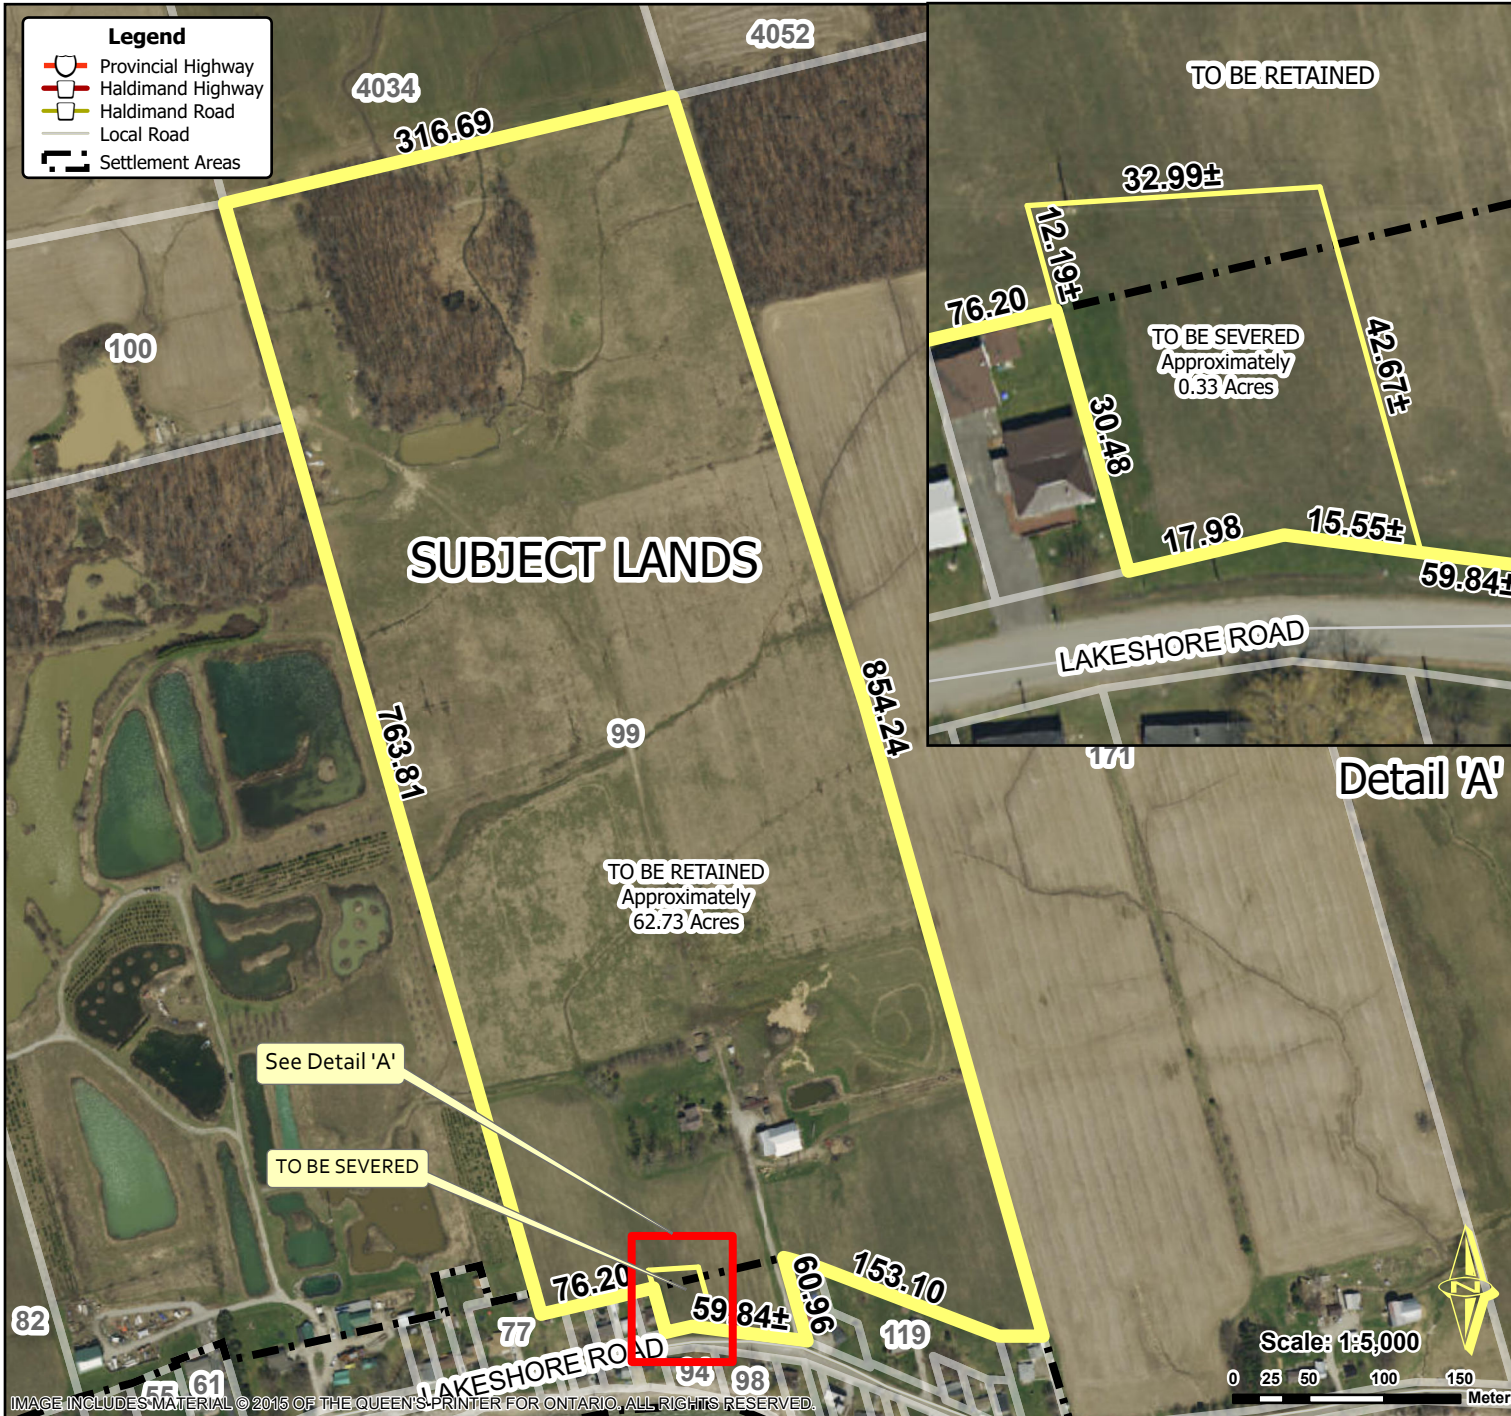 Legend
Provincial Highway
Haldimand Highway
Haldimand Road
Local Road
Settlement Areas
4034
4052
316.69
100
SUBJECT LANDS
763.81
854.24
99
TO BE RETAINED
Approximately
62.73 Acres
See Detail 'A'
TO BE SEVERED
76.20
59.84±
60.96
153.10
82
77
119
55
61
94
98
LAKESHORE ROAD
TO BE RETAINED
32.99±
12.19±
76.20
TO BE SEVERED
Approximately
0.33 Acres
42.67±
30.48
17.98
15.55±
59.84±
LAKESHORE ROAD
171
Detail 'A'
N
Scale: 1:5,000
0 25 50 100 150
Meter
IMAGE INCLUDES MATERIAL © 2015 OF THE QUEEN'S PRINTER FOR ONTARIO. ALL RIGHTS RESERVED.